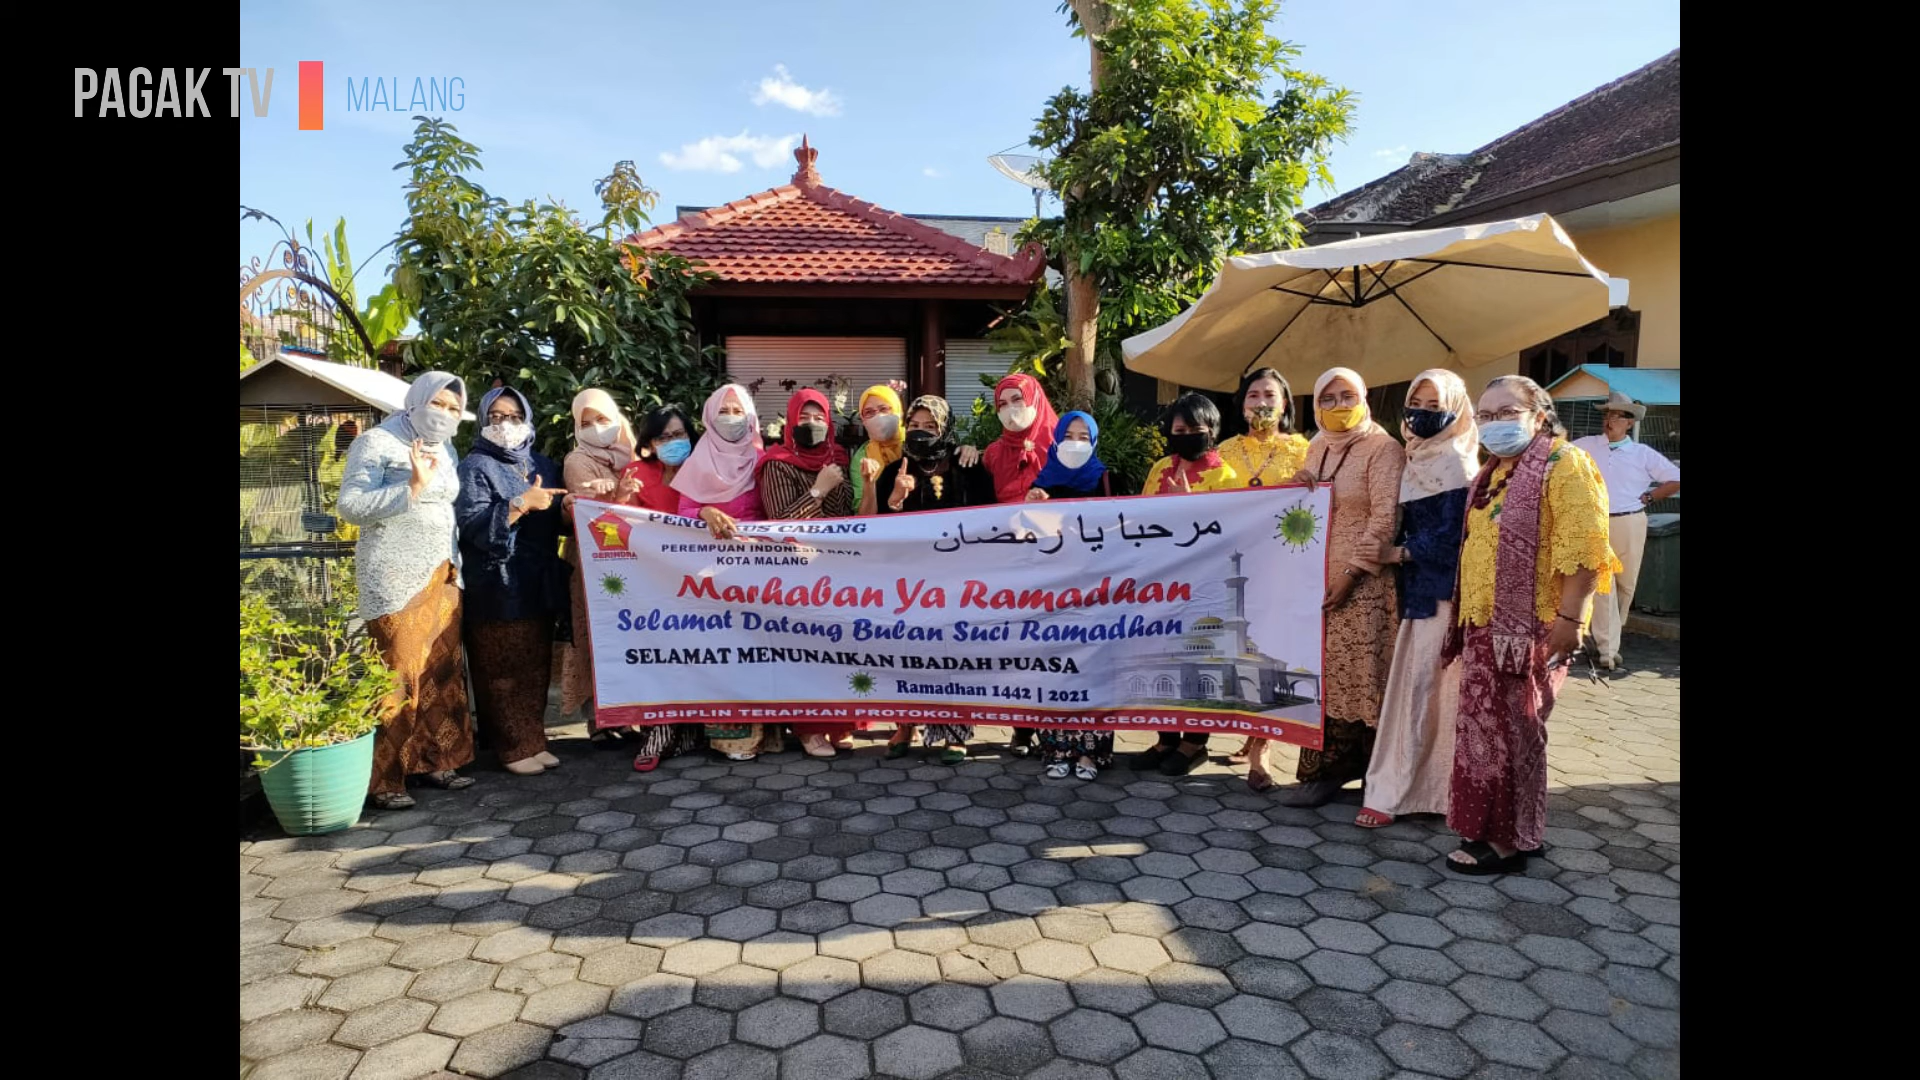 PAGAK TV MALANG
GERINDRA
CABANG
PEREMPUAN INDONESIA RAYA
KOTA MALANG
مرحبا يا رمضان
Marhaban Ya Ramadhan
Selamat Datang Bulan Suci Ramadhan
SELAMAT MENUNAIKAN IBADAH PUASA
Ramadhan 1442 | 2021
DISIPLIN TERAPKAN PROTOKOL KESEHATAN CEGAH COVID-19